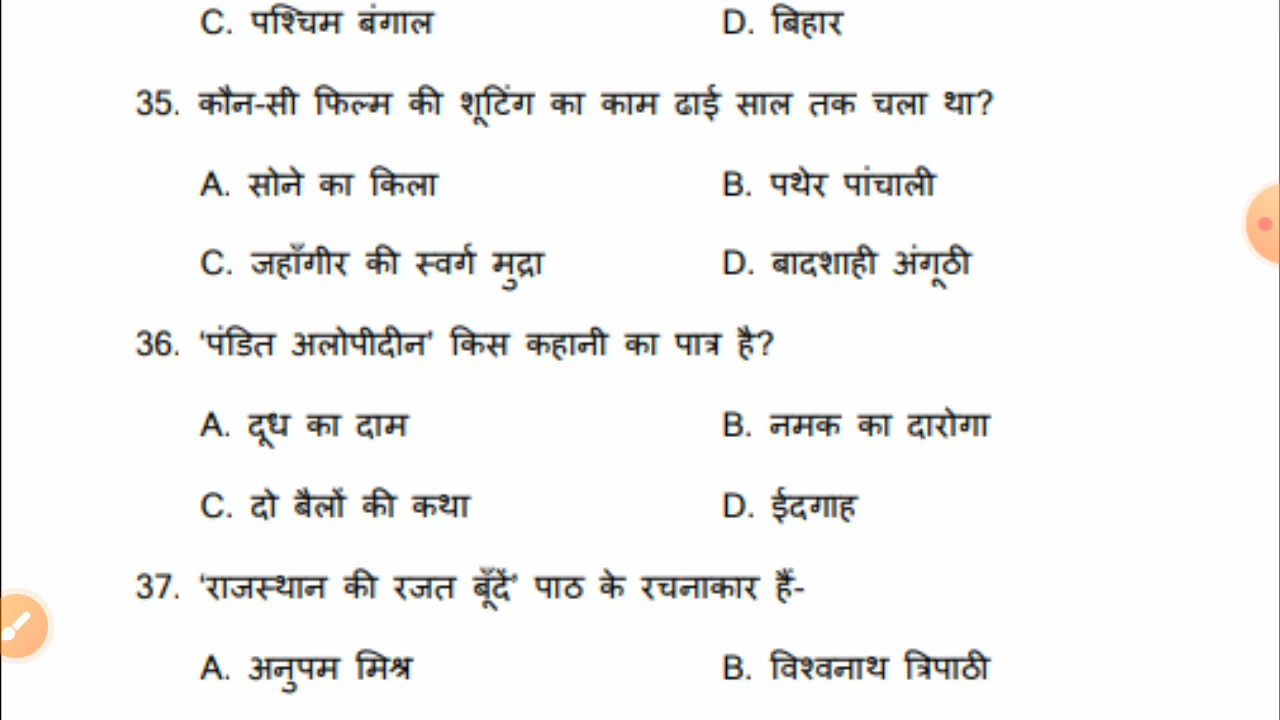 C. पश्चिम बंगाल D. बिहार
35. कौन-सी फिल्म की शूटिंग का काम ढाई साल तक चला था?
A. सोने का किला B. पथेर पांचाली
C. जहाँगीर की स्वर्ग मुद्रा D. बादशाही अंगूठी
36. ‘पंडित अलोपीदीन’ किस कहानी का पात्र है?
A. दूध का दाम B. नमक का दारोगा
C. दो बैलों की कथा D. ईदगाह
37. ‘राजस्थान की रजत बूँदें’ पाठ के रचनाकार हैं-
A. अनुपम मिश्र B. विश्वनाथ त्रिपाठी